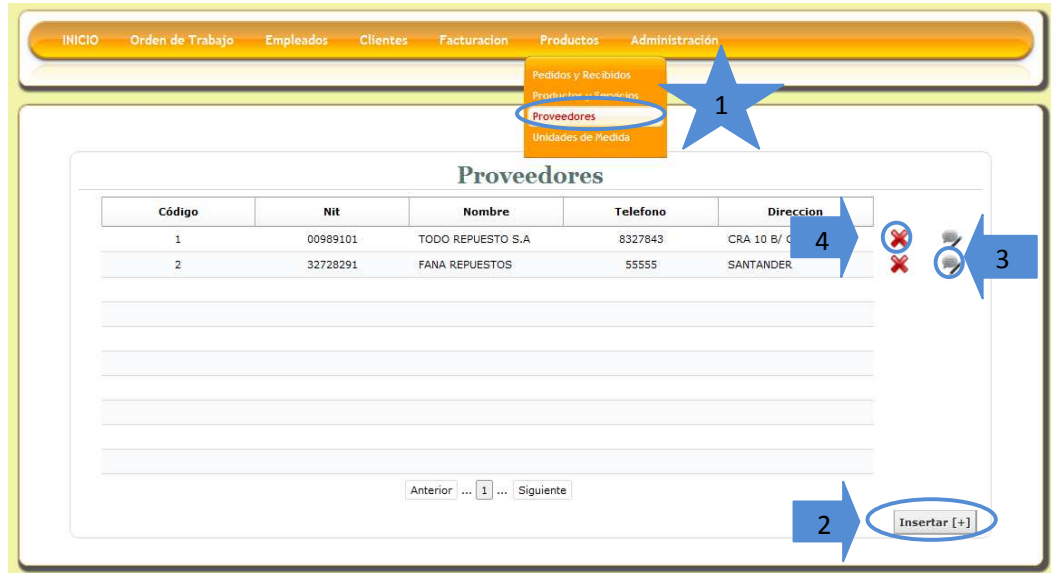 INICIO Orden de Trabajo Empleados Clientes Facturacion Productos Administración
Pedidos y Recibidos
Productos y Servicios
Proveedores
Unidades de Medida
1
Proveedores
Código Nit Nombre Telefono Direccion
1 00989101 TODO REPUESTO S.A 8327843 CRA 10 B/
4
2 32728291 FANA REPUESTOS 55555 SANTANDER
3
Anterior ... 1 ... Siguiente
2
Insertar [+]